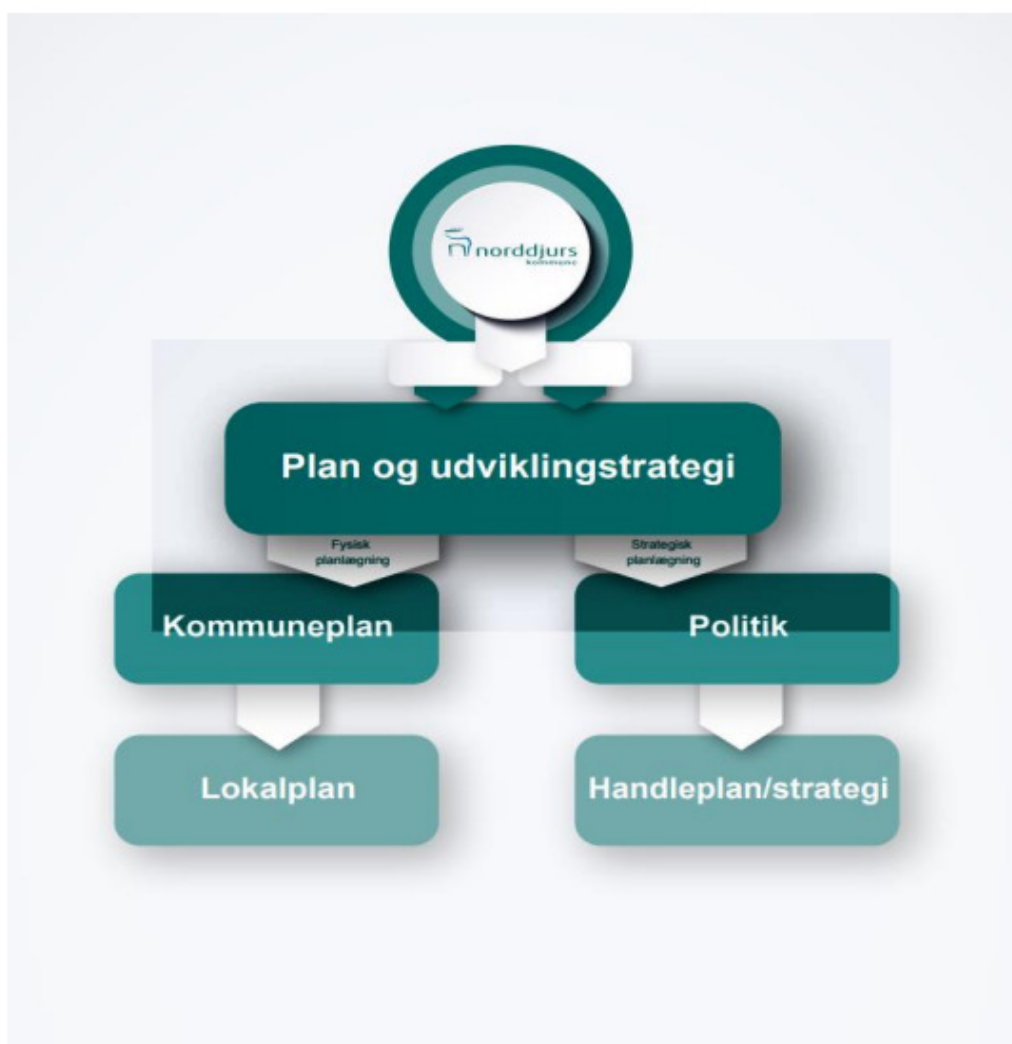 norddjurs
kommune
Plan og udviklingstrategi
Fysisk
planlægning
Strategisk
planlægning
Kommuneplan
Politik
Lokalplan
Handleplan/strategi